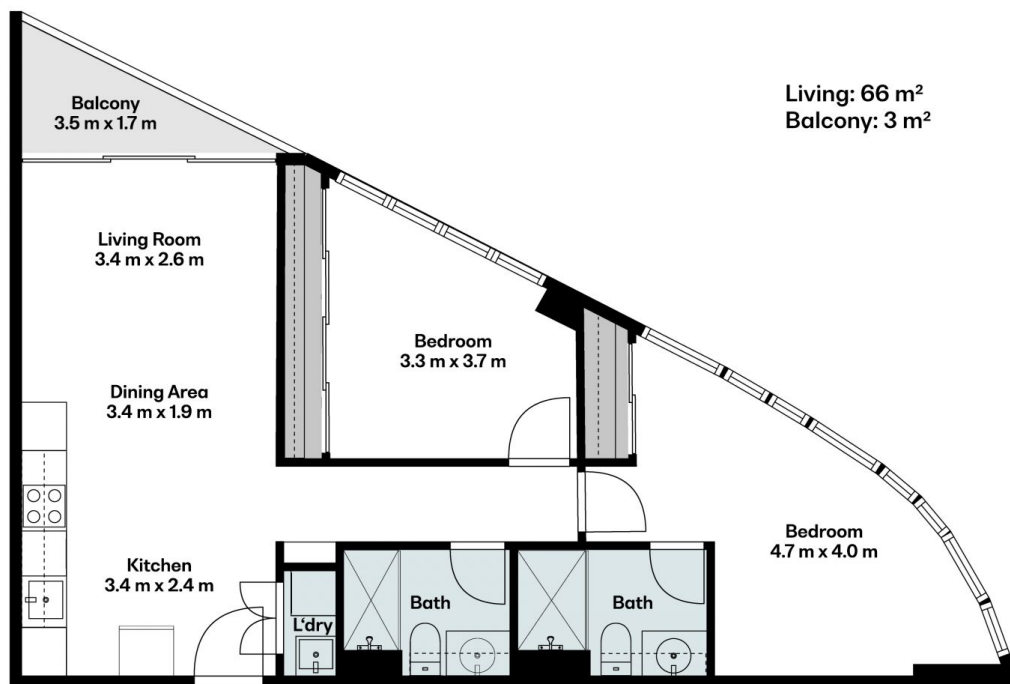 Living: 66 m²
Balcony: 3 m²
Balcony
3.5 m x 1.7 m
Living Room
3.4 m x 2.6 m
Bedroom
3.3 m x 3.7 m
Dining Area
3.4 m x 1.9 m
Bedroom
4.7 m x 4.0 m
Kitchen
3.4 m x 2.4 m
L'dry
Bath
Bath